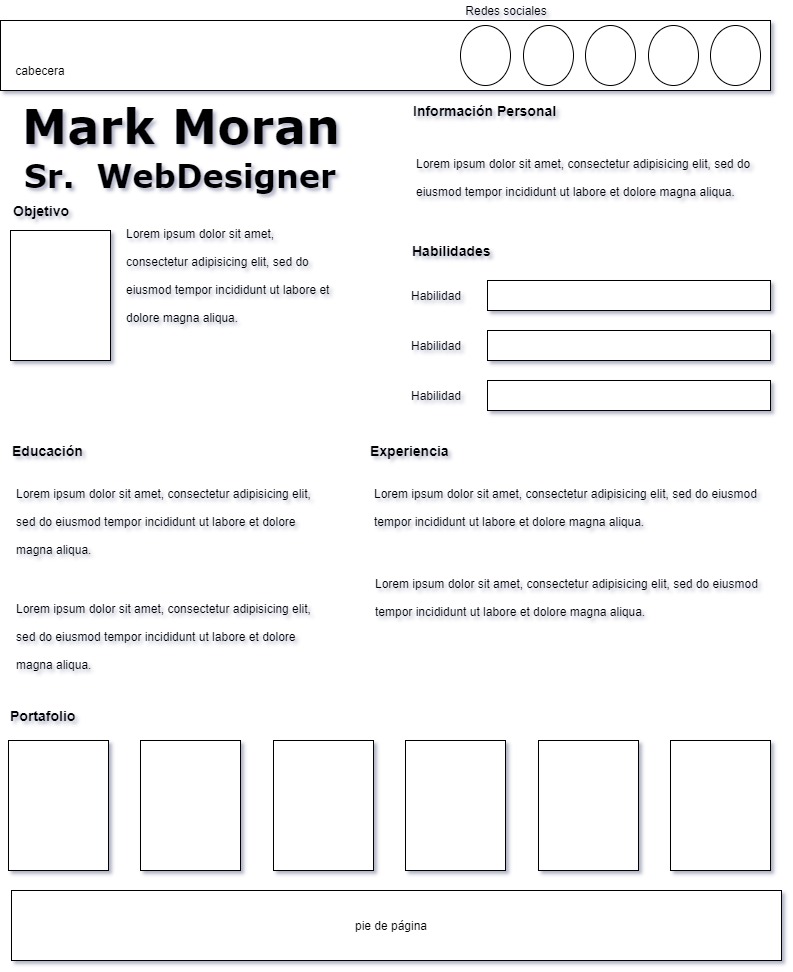 Redes sociales
cabecera
Mark Moran
Sr. WebDesigner
Objetivo
Lorem ipsum dolor sit amet,
consectetur adipisicing elit, sed do
eiusmod tempor incididunt ut labore et
dolore magna aliqua.
Información Personal
Lorem ipsum dolor sit amet, consectetur adipisicing elit, sed do
eiusmod tempor incididunt ut labore et dolore magna aliqua.
Habilidades
Habilidad
Habilidad
Habilidad
Educación
Lorem ipsum dolor sit amet, consectetur adipisicing elit,
sed do eiusmod tempor incididunt ut labore et dolore
magna aliqua.
Lorem ipsum dolor sit amet, consectetur adipisicing elit,
sed do eiusmod tempor incididunt ut labore et dolore
magna aliqua.
Experiencia
Lorem ipsum dolor sit amet, consectetur adipisicing elit, sed do eiusmod
tempor incididunt ut labore et dolore magna aliqua.
Lorem ipsum dolor sit amet, consectetur adipisicing elit, sed do eiusmod
tempor incididunt ut labore et dolore magna aliqua.
Portafolio
pie de página